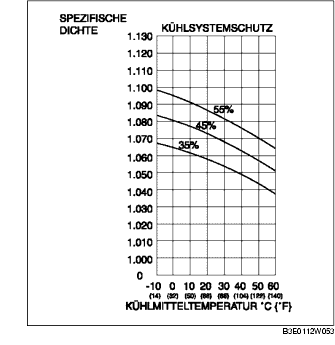 SPEZIFISCHE
DICHTE
KÜHLSYSTEMSCHUTZ
1.130
1.120
1.110
1.100
1.090
1.080
1.070
1.060
1.050
1.040
1.030
1.020
1.010
1.000
0
55%
45%
35%
-10 0 10 20 30 40 50 60
(14) (32) (50) (68) (86) (104) (122) (140)
KÜHLMITTELTEMPERATUR °C {°F}
B3E0112W053